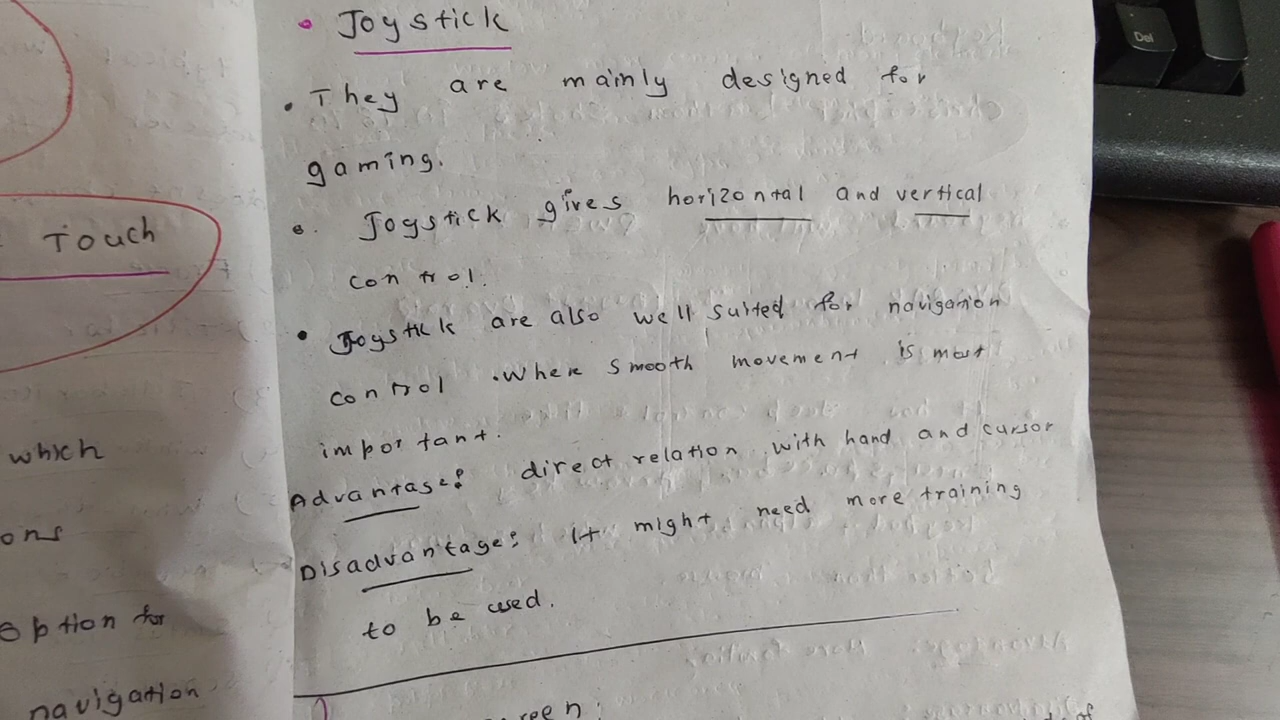 • Joystick
• They are mainly designed for
gaming.
• Joystick gives horizontal and vertical
control.
• Joystick are also well suited for navigation
control . Where smooth movement is most
important.
Advantage: direct relation with hand and cursor
Disadvantage: it might need more training
to be used.
Touch
which
option for
navigation
Del